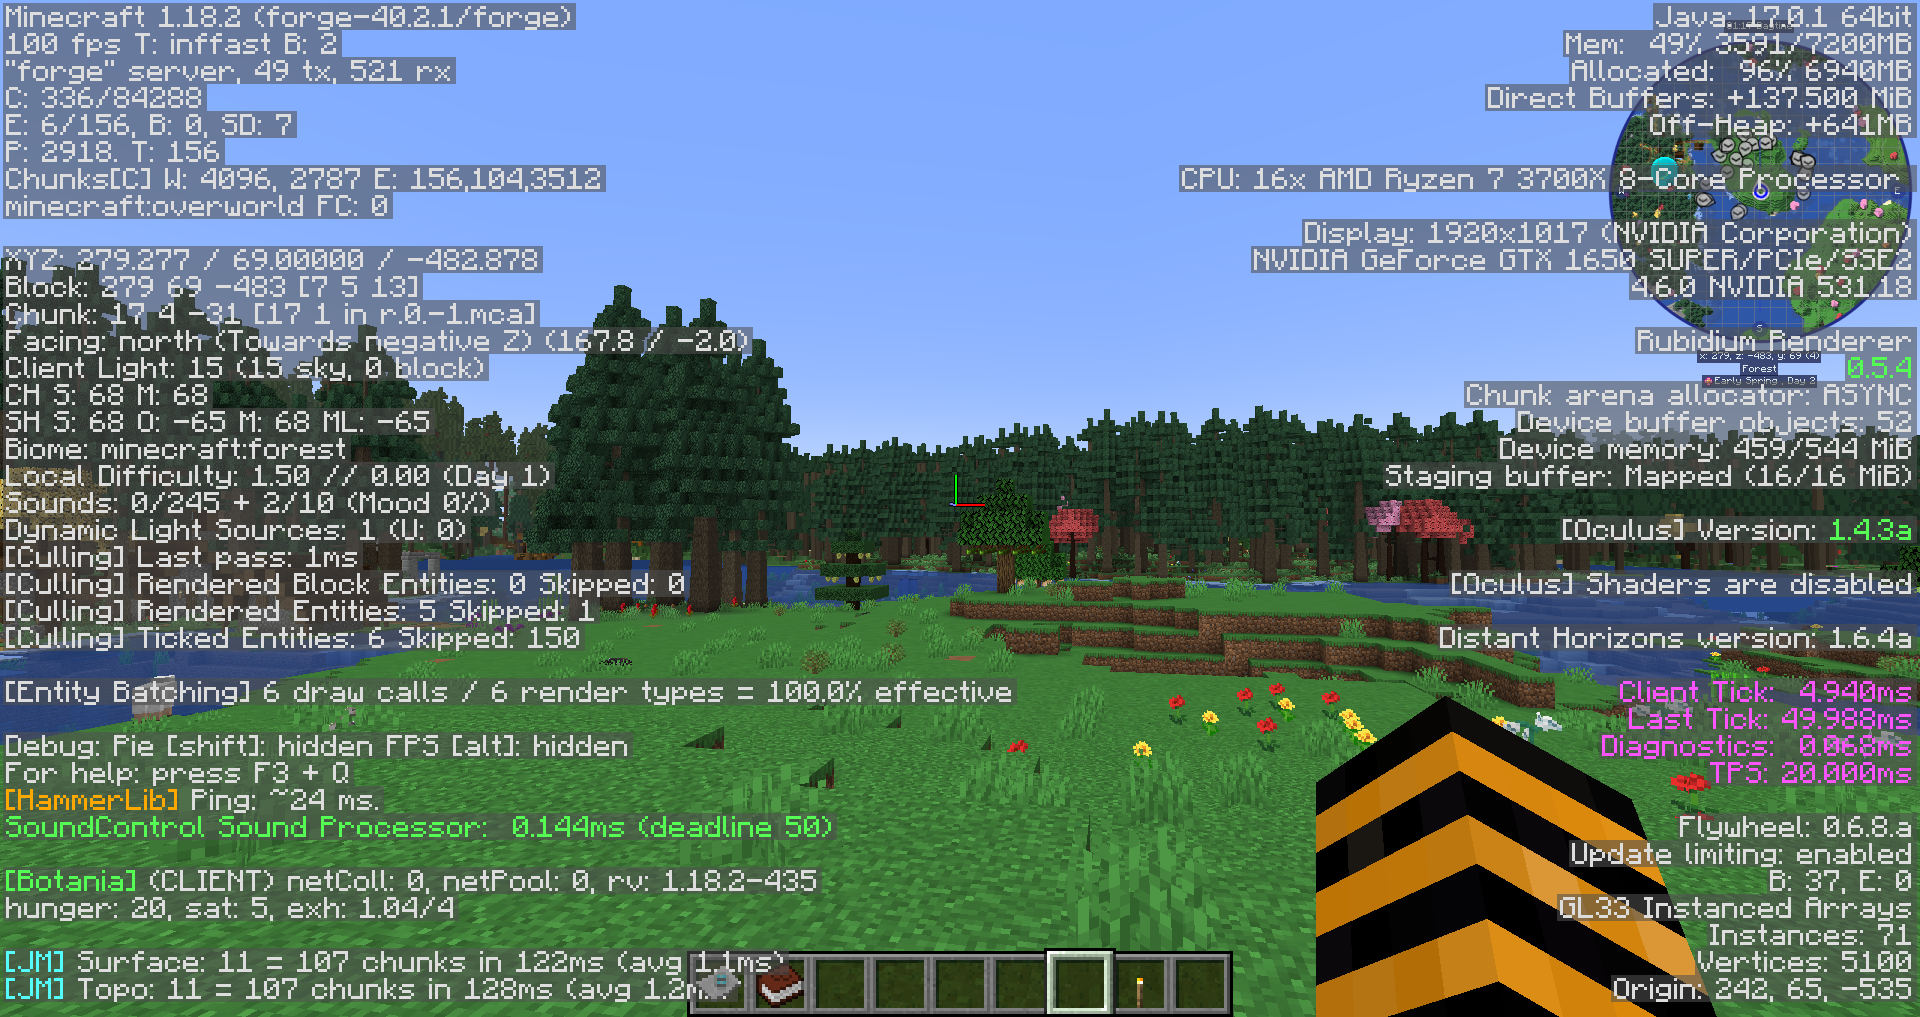 Minecraft 1.18.2 (forge-40.2.1/forge)
100 fps T: inffast B: 2
"forge" server, 49 tx, 521 rx
C: 336/84288
E: 6/156, B: 0, SD: 7
P: 2918. T: 156
Chunks[C] W: 4096, 2787 E: 156,104,3512
minecraft:overworld FC: 0
XYZ: 279.277 / 69.00000 / -482.878
Block: 279 69 -483 [7 5 13]
Chunk: 17 4 -31 [17 1 in r.0.-1.mca]
Facing: north (Towards negative Z) (167.8 / -2.0)
Client Light: 15 (15 sky, 0 block)
CH S: 68 M: 68
SH S: 68 O: -65 M: 68 ML: -65
Biome: minecraft:forest
Local Difficulty: 1.50 // 0.00 (Day 1)
Sounds: 0/245 + 2/10 (Mood 0%)
Dynamic Light Sources: 1 (U: 0)
[Culling] Last pass: 1ms
[Culling] Rendered Block Entities: 0 Skipped: 0
[Culling] Rendered Entities: 5 Skipped: 1
[Culling] Ticked Entities: 6 Skipped: 150
[Entity Batching] 6 draw calls / 6 render types = 100.0% effective
Debug: Pie [shift]: hidden FPS [alt]: hidden
For help: press F3 + Q
[HammerLib] Ping: ~24 ms.
SoundControl Sound Processor: 0.144ms (deadline 50)
[Botania] (CLIENT) netColl: 0, netPool: 0, rv: 1.18.2-435
hunger: 20, sat: 5, exh: 1.04/4
[JM] Surface: 11 = 107 chunks in 122ms (avg 1.1ms)
[JM] Topo: 11 = 107 chunks in 128ms (avg 1.2m
Java: 17.0.1 64bit
Mem: 49% 3591/7200MB
Allocated: 96% 6940MB
Direct Buffers: +137.500 MiB
Off-Heap: +641MB
CPU: 16x AMD Ryzen 7 3700X 8-Core Processor
Display: 1920x1017 (NVIDIA Corporation)
NVIDIA GeForce GTX 1650 SUPER/PCIe/SSE2
4.6.0 NVIDIA 531.18
Rubidium Renderer
x: 279, z: -483, y: 69 (4)
Forest
0.5.4
Early Spring , Day 2
Chunk arena allocator: ASYNC
Device buffer objects: 52
Device memory: 459/544 MiB
Staging buffer: Mapped (16/16 MiB)
[Oculus] Version: 1.4.3a
[Oculus] Shaders are disabled
Distant Horizons version: 1.6.4a
Client Tick: 4.940ms
Last Tick: 49.988ms
Diagnostics: 0.068ms
TPS: 20.000ms
Flywheel: 0.6.8.a
Update limiting: enabled
B: 37, E: 0
GL33 Instanced Arrays
Instances: 71
Vertices: 5100
Origin: 242, 65, -535